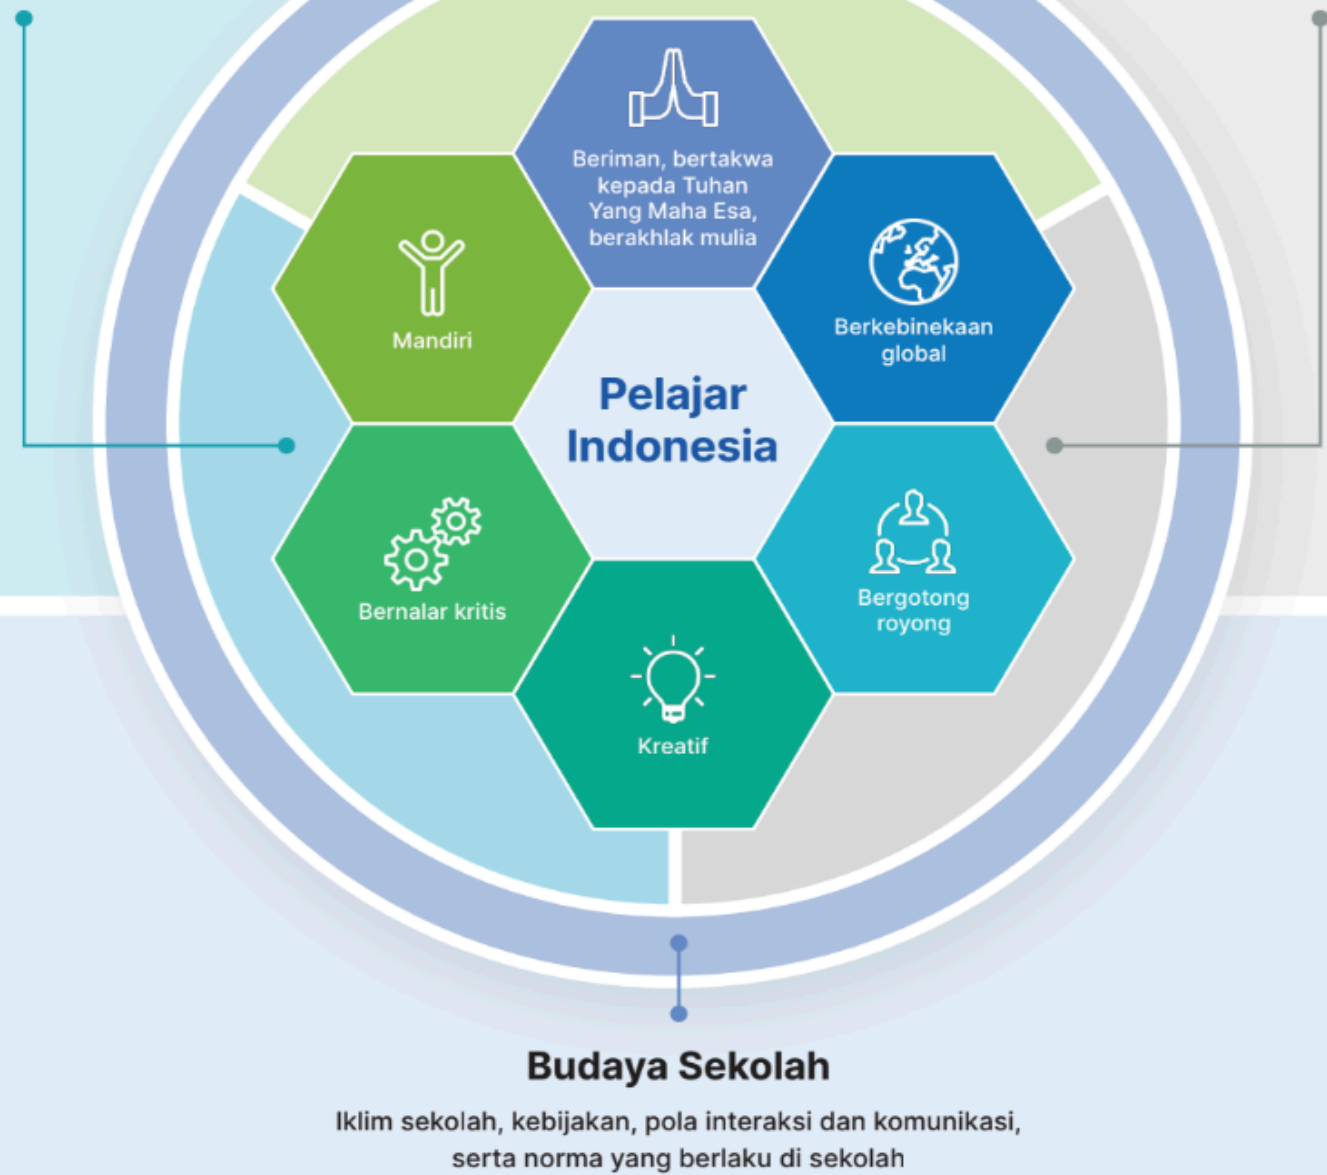 Beriman, bertakwa
kepada Tuhan
Yang Maha Esa,
berakhlak mulia
Mandiri
Berkebinekaan
global
Pelajar
Indonesia
Bernalar kritis
Bergotong
royong
Kreatif
Budaya Sekolah
Iklim sekolah, kebijakan, pola interaksi dan komunikasi,
serta norma yang berlaku di sekolah